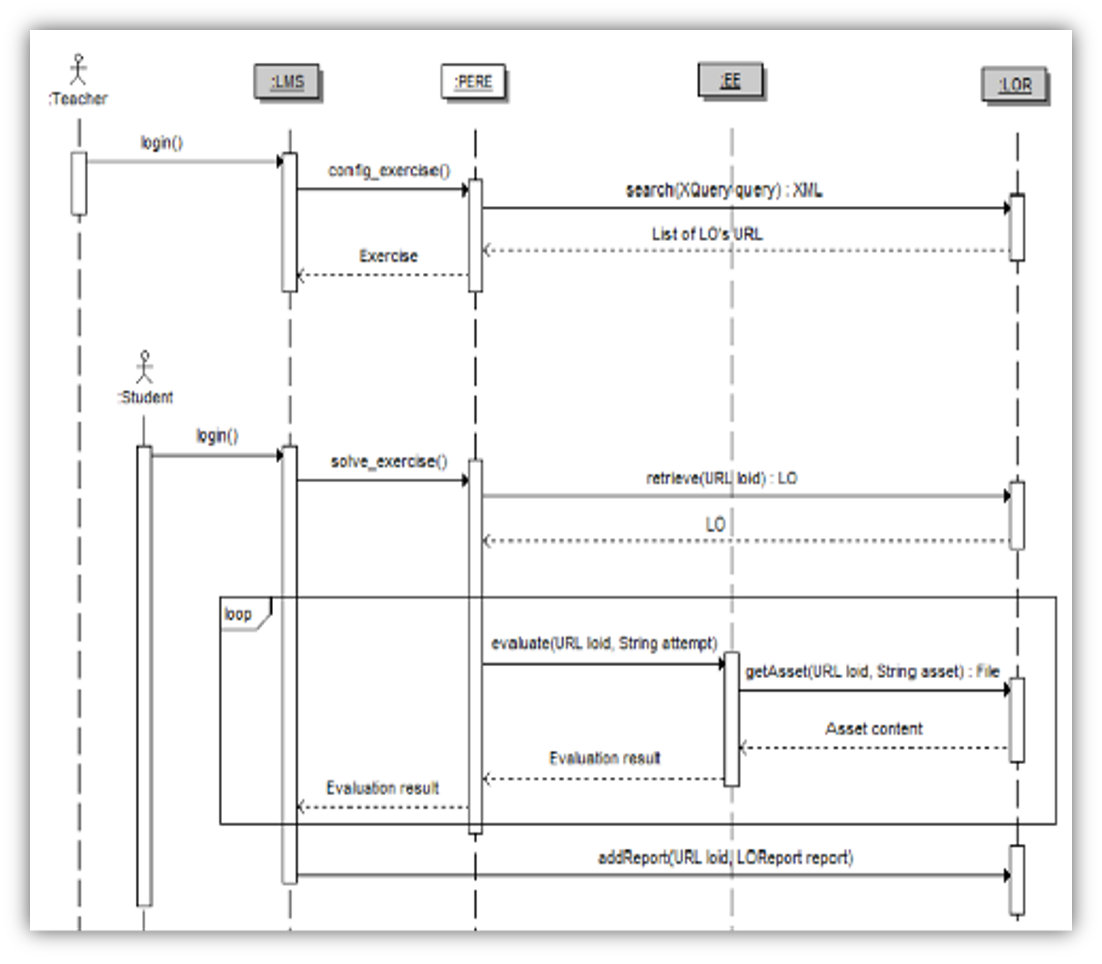 :Teacher
:LMS
:PERE
:EE
:LOR
login()
config_exercise()
search(XQuery query) : XML
List of LO's URL
Exercise
:Student
login()
solve_exercise()
retrieve(URL loid) : LO
LO
loop
evaluate(URL loid, String attempt)
getAsset(URL loid, String asset) : File
Asset content
Evaluation result
Evaluation result
addReport(URL loid, LOReport report)